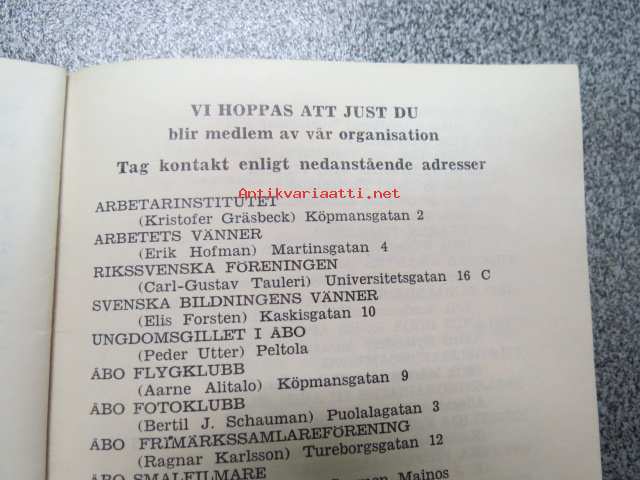 VI HOPPAS ATT JUST DU
blir medlem av vår organisation
Tag kontakt enligt nedanstående adresser
Antikvariaatti.net
ARBETARINSTITUTET
(Kristofer Gräsbeck) Köpmansgatan 2
ARBETETS VÄNNER
(Erik Hofman) Martinsgatan 4
RIKSSVENSKA FÖRENINGEN
(Carl-Gustav Tauleri) Universitetsgatan 16 C
SVENSKA BILDNINGENS VÄNNER
(Elis Forsten) Kaskisgatan 10
UNGDOMSGILLET I ÅBO
(Peder Utter) Peltola
ÅBO FLYGKLUBB
(Aarne Alitalo) Köpmansgatan 9
ÅBO FOTOKLUBB
(Bertil J. Schauman) Puolalagatan 3
ÅBO FRIMÄRKSSAMLAREFÖRENING
(Ragnar Karlsson) Tureborgsgatan 12
ÅBO SMALFILMARE
Mainos